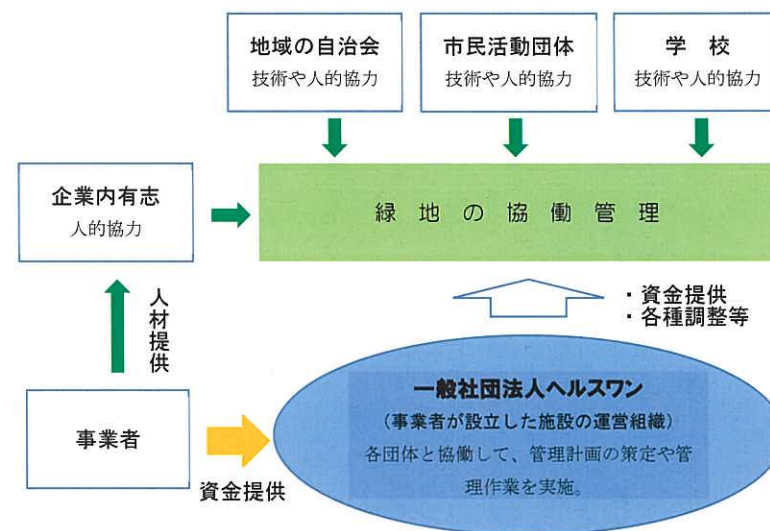 地域の自治会
技術や人的協力
市民活動団体
技術や人的協力
学　校
技術や人的協力
企業内有志
人的協力
緑　地　の　協　働　管　理
人材提供
・資金提供
・各種調整等
事業者
資金提供
一般社団法人ヘルスワン
（事業者が設立した施設の運営組織）
各団体と協働して、管理計画の策定や管
理作業を実施。